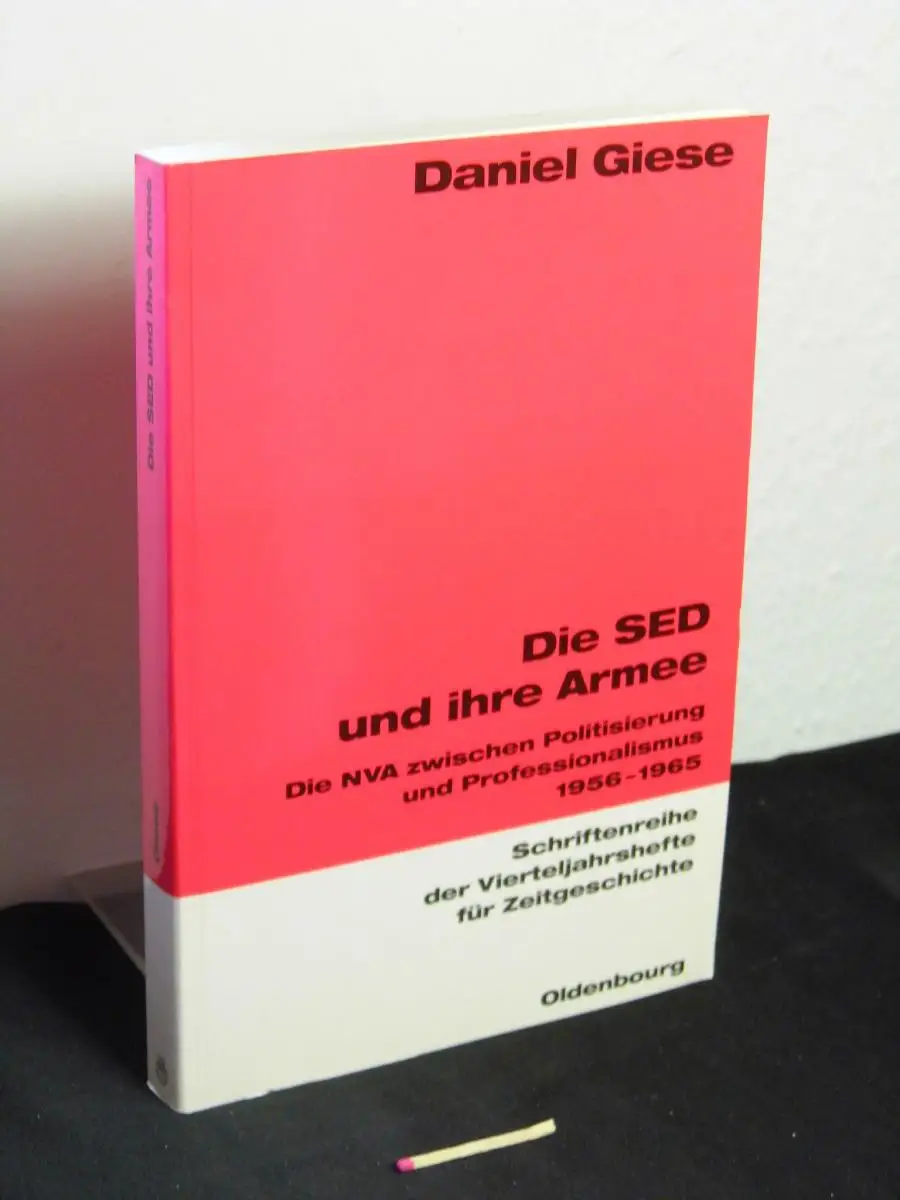 Daniel Giese
Die SED
und ihre Armee
Die NVA zwischen Politisierung
und Professionalismus
1956–1965
Schriftenreihe
der Vierteljahrshefte
für Zeitgeschichte
Oldenbourg
Die SED und ihre Armee